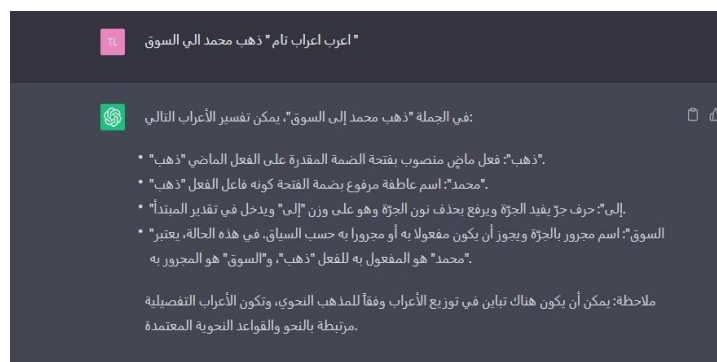 TL
اعرب اعراب تام " ذهب محمد الي السوق "
في الجملة "ذهب محمد إلى السوق"، يمكن تفسير الأعراب التالي:
• "ذهب": فعل ماضٍ منصوب بفتحة الضمة المقدرة على الفعل الماضي "ذهب".
• "محمد": اسم عاطفة مرفوع بضمة الفتحة كونه فاعل الفعل "ذهب".
• "إلى": حرف جرّ يفيد الجرّة ويرفع بحذف نون الجرّة وهو على وزن "إلى" ويدخل في تقدير المبتدأ.
• "السوق": اسم مجرور بالجرّة ويجوز أن يكون مفعولا به أو مجرورا به حسب السياق. في هذه الحالة، يعتبر
"محمد" هو المفعول به للفعل "ذهب"، و"السوق" هو المجرور به.
ملاحظة: يمكن أن يكون هناك تباين في توزيع الأعراب وفقاً للمذهب النحوي، وتكون الأعراب التفصيلية
مرتبطة بالنحو والقواعد النحوية المعتمدة.